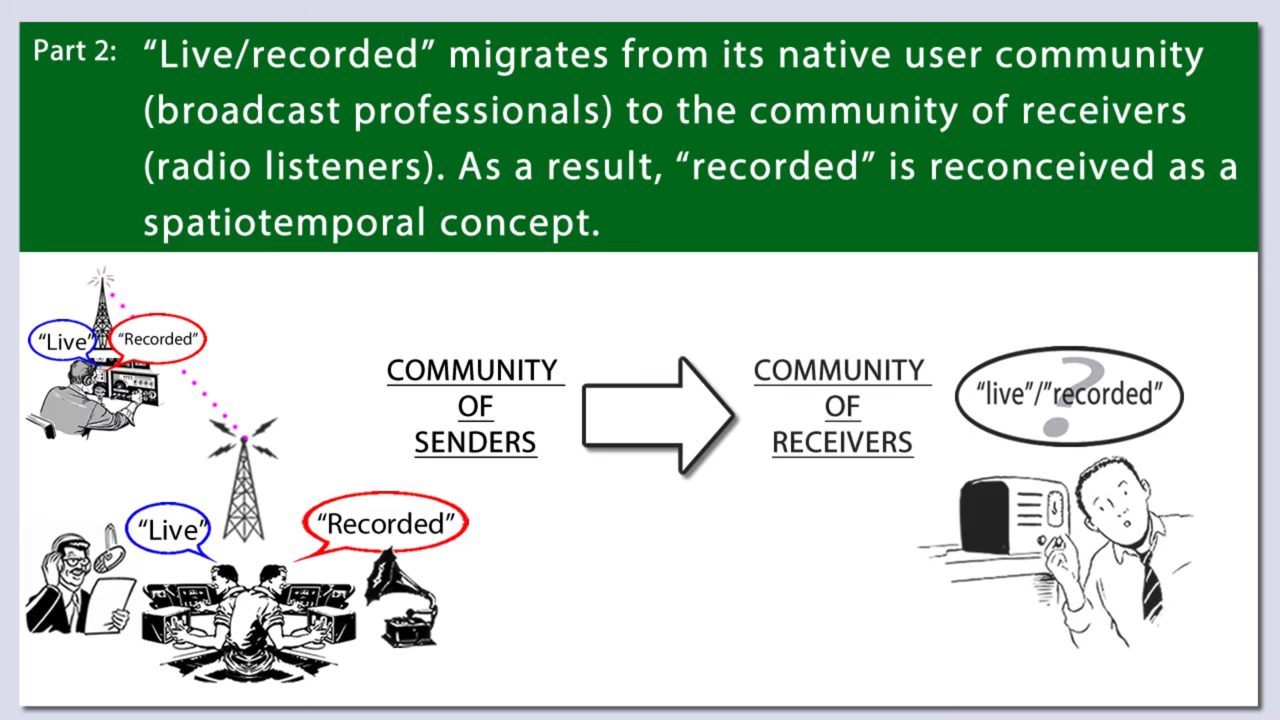 Part 2: “Live/recorded” migrates from its native user community
(broadcast professionals) to the community of receivers
(radio listeners). As a result, “recorded” is reconceived as a
spatiotemporal concept.
“Live” “Recorded”
COMMUNITY
OF
SENDERS
COMMUNITY
OF
RECEIVERS
?
“live”/”recorded”
“Live” “Recorded”